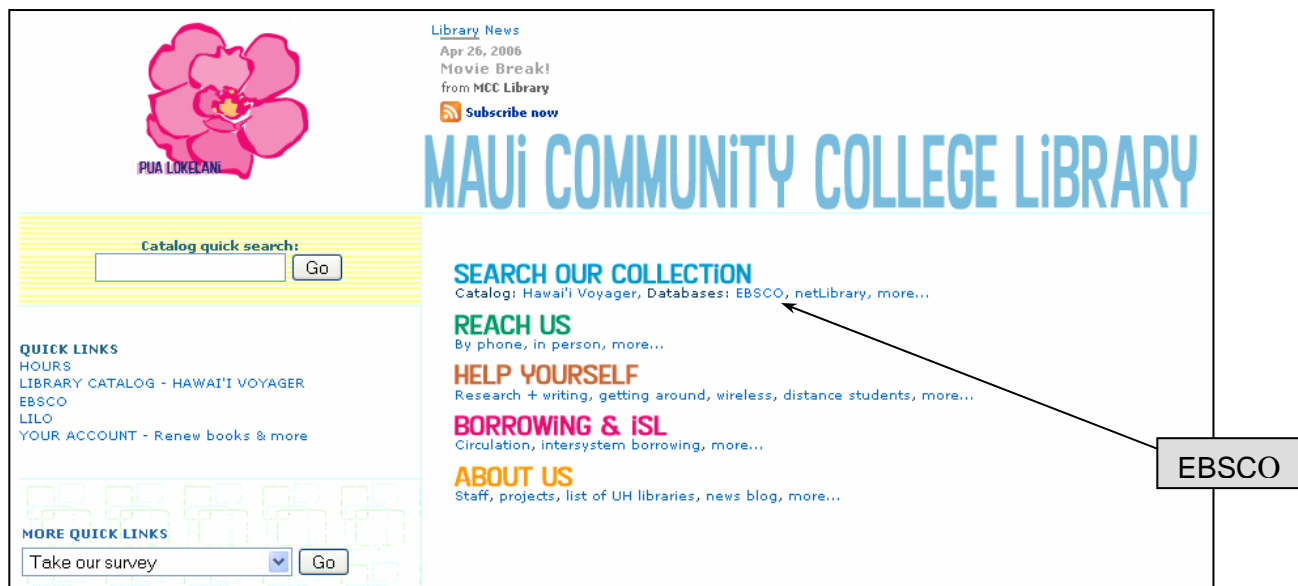 PUA LOKELANi
Library News
Apr 26, 2006
Movie Break!
from MCC Library
Subscribe now
MAUi COMMUNiTY COLLEGE LiBRARY
Catalog quick search:
Go
QUICK LINKS
HOURS
LIBRARY CATALOG - HAWAI'I VOYAGER
EBSCO
LILO
YOUR ACCOUNT - Renew books & more
MORE QUICK LINKS
Take our survey
Go
SEARCH OUR COLLECTiON
Catalog: Hawai'i Voyager, Databases: EBSCO, netLibrary, more...
REACH US
By phone, in person, more...
HELP YOURSELF
Research + writing, getting around, wireless, distance students, more...
BORROWiNG & iSL
Circulation, intersystem borrowing, more...
ABOUT US
Staff, projects, list of UH libraries, news blog, more...
EBSCO